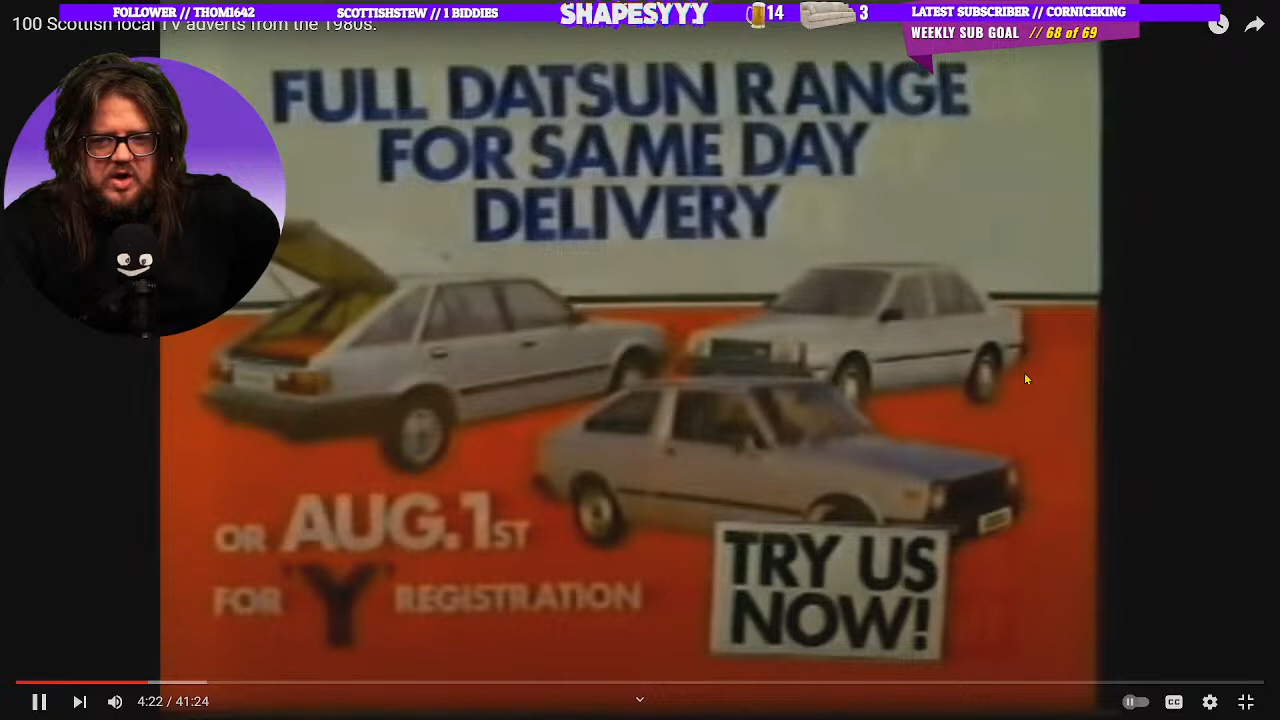 FOLLOWER // THOM1642
SCOTTISHSTEW // 1 BIDDIES
SHAPESYYY
14
3
LATEST SUBSCRIBER // CORNICEKING
WEEKLY SUB GOAL // 68 of 69
100 Scottish local TV adverts from the 1980s.
FULL DATSUN RANGE
FOR SAME DAY
DELIVERY
OR AUG.1ST
FOR 'Y' REGISTRATION
TRY US
NOW!
4:22 / 41:24
CC